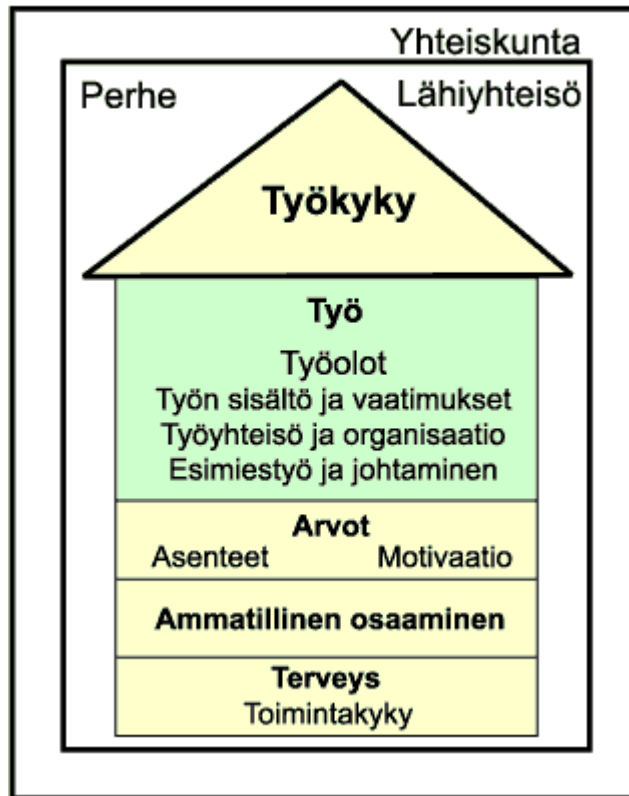 Yhteiskunta
Perhe Lähiyhteisö
Työkyky
Työ
Työolot
Työn sisältö ja vaatimukset
Työyhteisö ja organisaatio
Esimiestyö ja johtaminen
Arvot
Asenteet Motivaatio
Ammatillinen osaaminen
Terveys
Toimintakyky